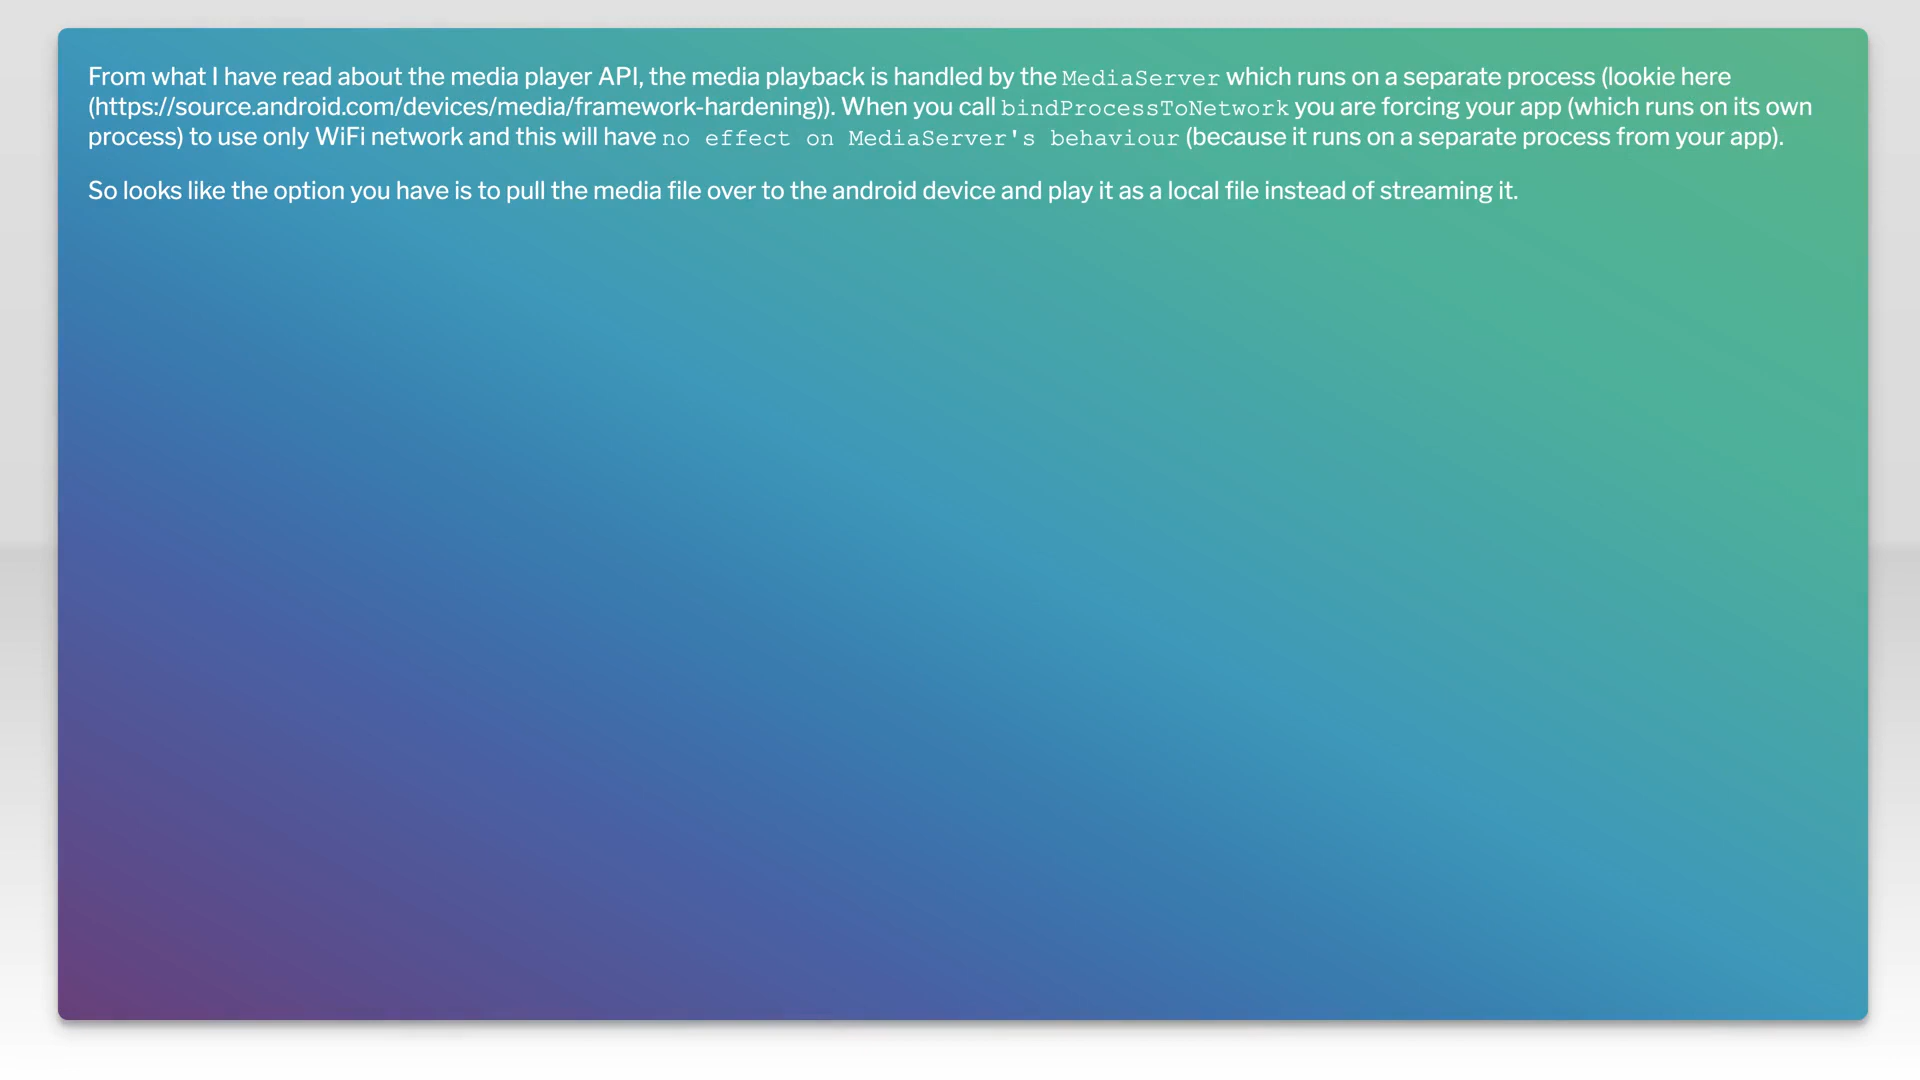 From what I have read about the media player API, the media playback is handled by the MediaServer which runs on a separate process (lookie here
(https://source.android.com/devices/media/framework-hardening)). When you call bindProcessToNetwork you are forcing your app (which runs on its own
process) to use only WiFi network and this will have no effect on MediaServer's behaviour (because it runs on a separate process from your app).
So looks like the option you have is to pull the media file over to the android device and play it as a local file instead of streaming it.